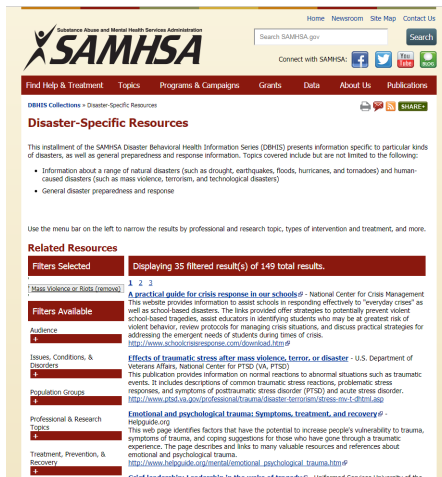 Home Newsroom Site Map Contact Us
Substance Abuse and Mental Health Services Administration
SAMHSA
Search SAMHSA.gov
Search
Connect with SAMHSA:
You Tube
BLOG
Find Help & Treatment Topics Programs & Campaigns Grants Data About Us Publications
DBHIS Collections » Disaster-Specific Resources
SHARE+
Disaster-Specific Resources
This installment of the SAMHSA Disaster Behavioral Health Information Series (DBHIS) presents information specific to particular kinds
of disasters, as well as general preparedness and response information. Topics covered include but are not limited to the following:
• Information about a range of natural disasters (such as drought, earthquakes, floods, hurricanes, and tornadoes) and human-
caused disasters (such as mass violence, terrorism, and technological disasters)
• General disaster preparedness and response
Use the menu bar on the left to narrow the results by professional and research topic, types of intervention and treatment, and more.
Related Resources
Filters Selected
Mass Violence or Riots (remove)
Filters Available
Audience
+
Issues, Conditions, &
Disorders
+
Population Groups
+
Professional & Research
Topics
+
Treatment, Prevention, &
Recovery
+
Displaying 35 filtered result(s) of 149 total results.
1 2 3
A practical guide for crisis response in our schools - National Center for Crisis Management
This website provides information to assist schools in responding effectively to "everyday crises" as
well as school-based disasters. The links provided offer strategies to potentially prevent violent
school-based tragedies, assist educators in identifying students who may be at greatest risk of
violent behavior, review protocols for managing crisis situations, and discuss practical strategies for
addressing the emergent needs of students during times of crisis.
http://www.schoolcrisisresponse.com/download.htm
Effects of traumatic stress after mass violence, terror, or disaster - U.S. Department of
Veterans Affairs, National Center for PTSD (VA, PTSD)
This publication provides information on normal reactions to abnormal situations such as traumatic
events. It includes descriptions of common traumatic stress reactions, problematic stress
responses, and symptoms of posttraumatic stress disorder (PTSD) and acute stress disorder.
http://www.ptsd.va.gov/professional/trauma/disaster-terrorism/stress-mv-t-dhtml.asp
Emotional and psychological trauma: Symptoms, treatment, and recovery -
Helpguide.org
This web page identifies factors that have the potential to increase people's vulnerability to trauma,
symptoms of trauma, and coping suggestions for those who have gone through a traumatic
experience. The page describes and links to many valuable resources and references about
emotional and psychological trauma.
http://www.helpguide.org/mental/emotional_psychological_trauma.htm
Grief leadership: Leadership in the wake of tragedy - Uniformed Services University of the